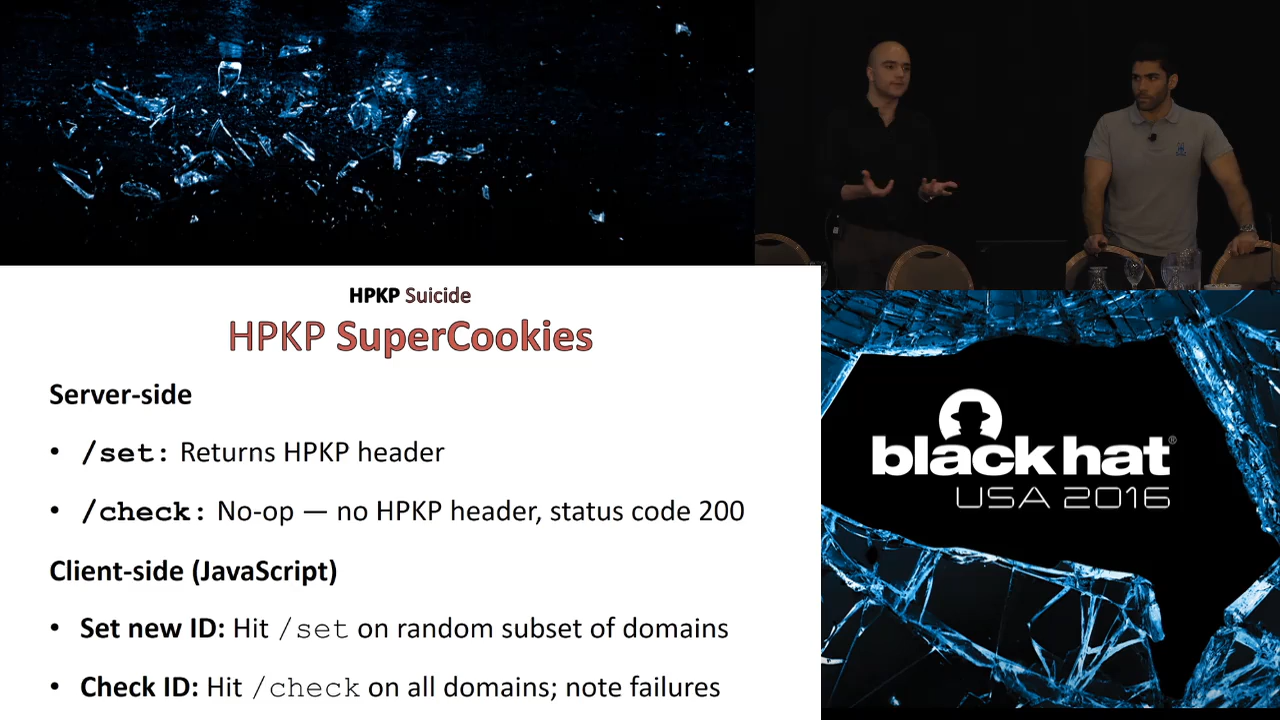 HPKP Suicide
HPKP SuperCookies
Server-side
• /set: Returns HPKP header
• /check: No-op — no HPKP header, status code 200
Client-side (JavaScript)
• Set new ID: Hit /set on random subset of domains
• Check ID: Hit /check on all domains; note failures
black hat®
USA 2016